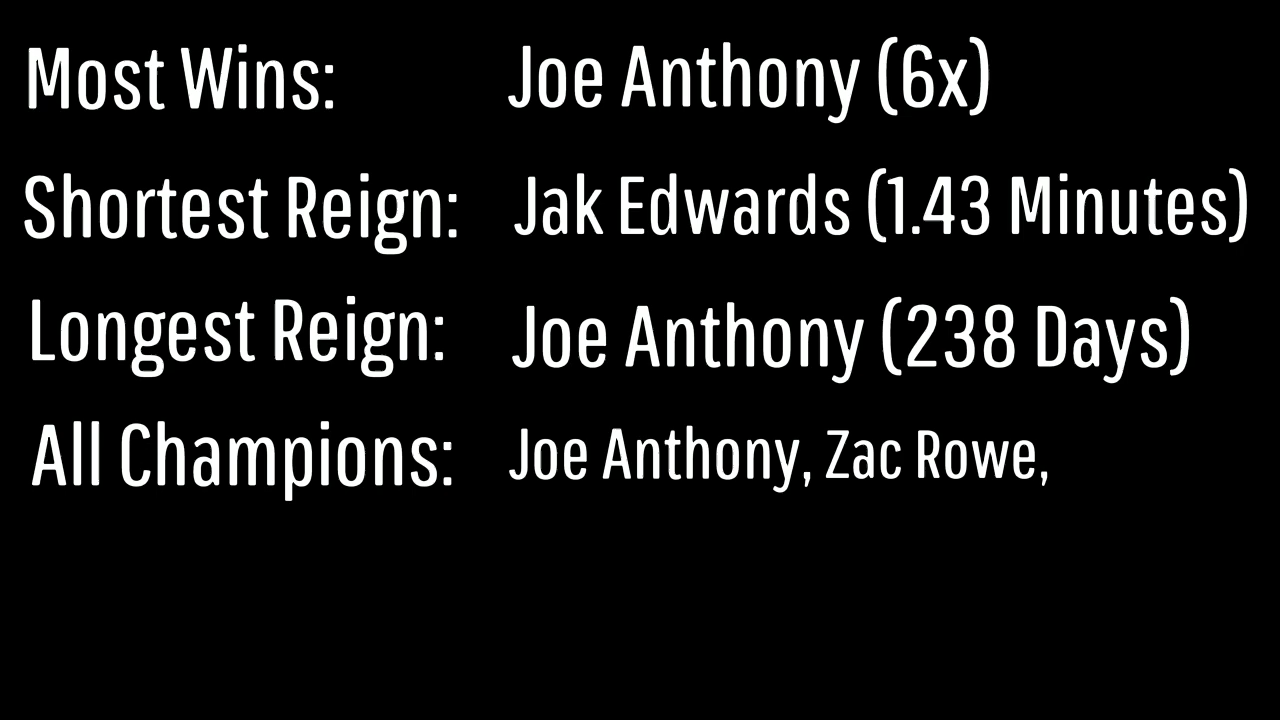 Most Wins: Joe Anthony (6x)
Shortest Reign: Jak Edwards (1.43 Minutes)
Longest Reign: Joe Anthony (238 Days)
All Champions: Joe Anthony, Zac Rowe,